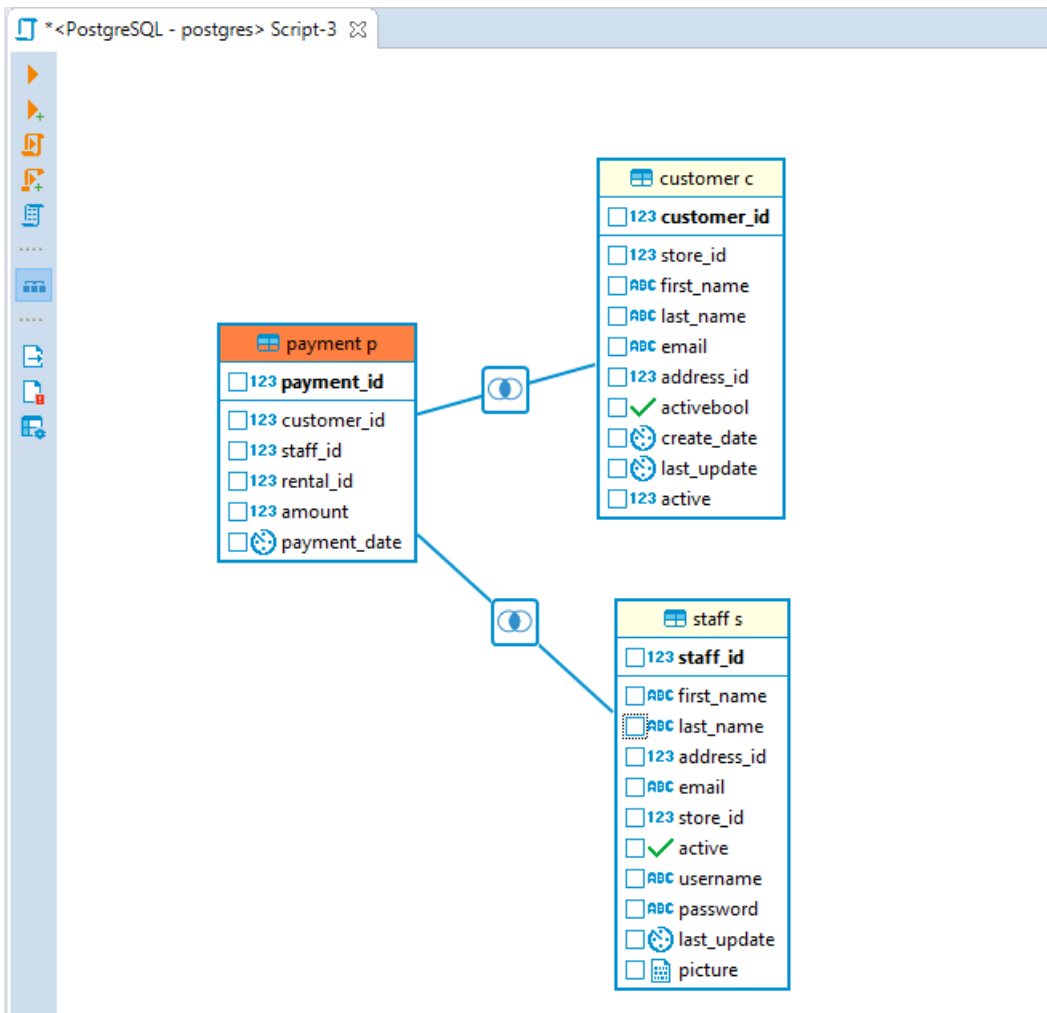 *<PostgreSQL - postgres> Script-3
customer c
123 customer_id
123 store_id
ABC first_name
ABC last_name
ABC email
123 address_id
activebool
create_date
last_update
123 active
payment p
123 payment_id
123 customer_id
123 staff_id
123 rental_id
123 amount
payment_date
staff s
123 staff_id
ABC first_name
ABC last_name
123 address_id
ABC email
123 store_id
active
ABC username
ABC password
last_update
picture